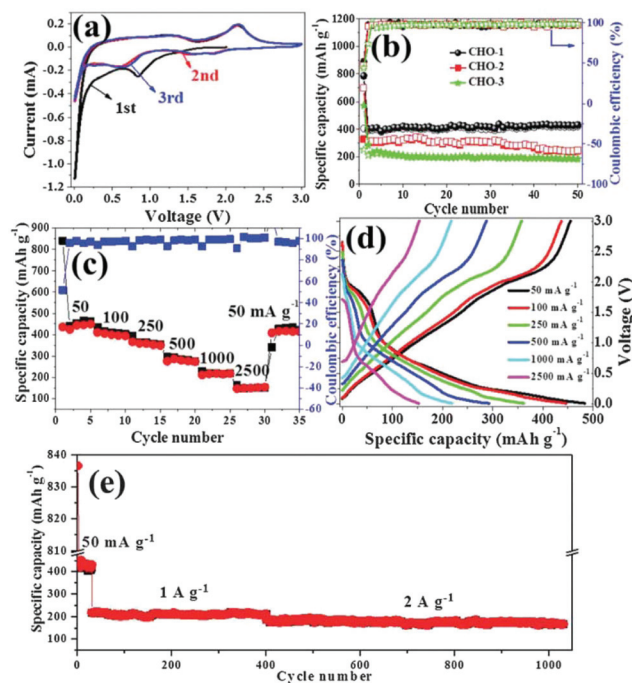 (a)
Current (mA)
0.2
0.0
-0.2
-0.4
-0.6
-0.8
-1.0
-1.2
1st
2nd
3rd
0.0 0.5 1.0 1.5 2.0 2.5 3.0
Voltage (V)
(b)
Specific capacity (mAh g⁻¹)
1200
1000
800
600
400
200
0
CHO-1
CHO-2
CHO-3
100
50
0
-50
-100
Coulombic efficiency (%)
0 10 20 30 40 50
Cycle number
(c)
Specific capacity (mAh g⁻¹)
900
800
700
600
500
400
300
200
100
50
100
250
500
1000
2500
50 mA g⁻¹
100
80
60
40
20
0
-20
-40
-60
Coulombic efficiency (%)
0 5 10 15 20 25 30 35
Cycle number
(d)
50 mA g⁻¹
100 mA g⁻¹
250 mA g⁻¹
500 mA g⁻¹
1000 mA g⁻¹
2500 mA g⁻¹
3.0
2.5
2.0
1.5
1.0
0.5
0.0
Voltage (V)
0 100 200 300 400 500
Specific capacity (mAh g⁻¹)
(e)
Specific capacity (mAh g⁻¹)
840
830
820
810
500
400
300
200
100
50 mA g⁻¹
1 A g⁻¹
2 A g⁻¹
0 200 400 600 800 1000
Cycle number